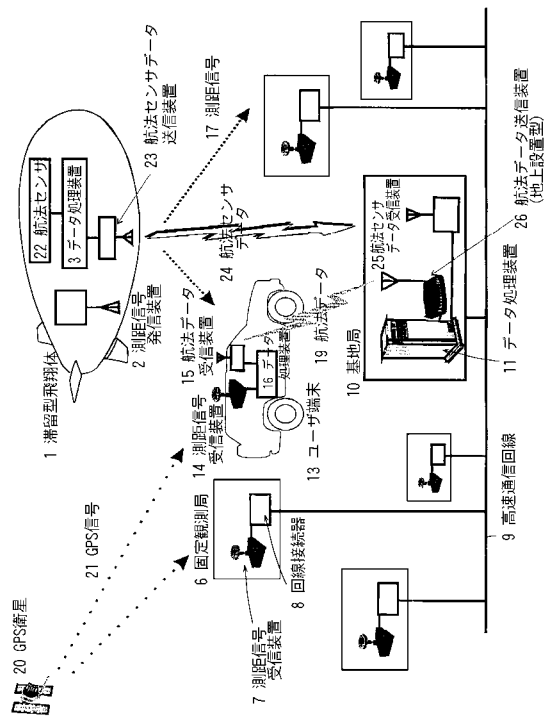 1 滞留型飛翔体
22 航法センサ
3 データ処理装置
23 航法センサデータ
送信装置
2 測距信号
発信装置
20 GPS衛星
21 GPS信号
17 測距信号
24 航法センサ
データ
15 航法データ
受信装置
14 測距信号
受信装置
16 データ
処理装置
13 ユーザ端末
19 航法データ
6 固定観測局
7 測距信号
受信装置
8 回線接続器
10 基地局
25航法センサ
データ受信装置
26 航法データ送信装置
(地上設置型)
11 データ処理装置
9 高速通信回線